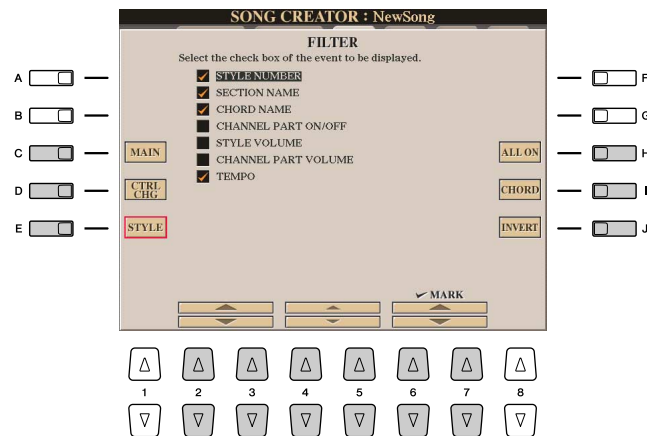 SONG CREATOR : NewSong
FILTER
Select the check box of the event to be displayed.
STYLE NUMBER
SECTION NAME
CHORD NAME
CHANNEL PART ON/OFF
STYLE VOLUME
CHANNEL PART VOLUME
TEMPO
A
B
C
D
E
MAIN
CTRL
CHG
STYLE
ALL ON
CHORD
INVERT
F
G
H
I
J
MARK
1 2 3 4 5 6 7 8